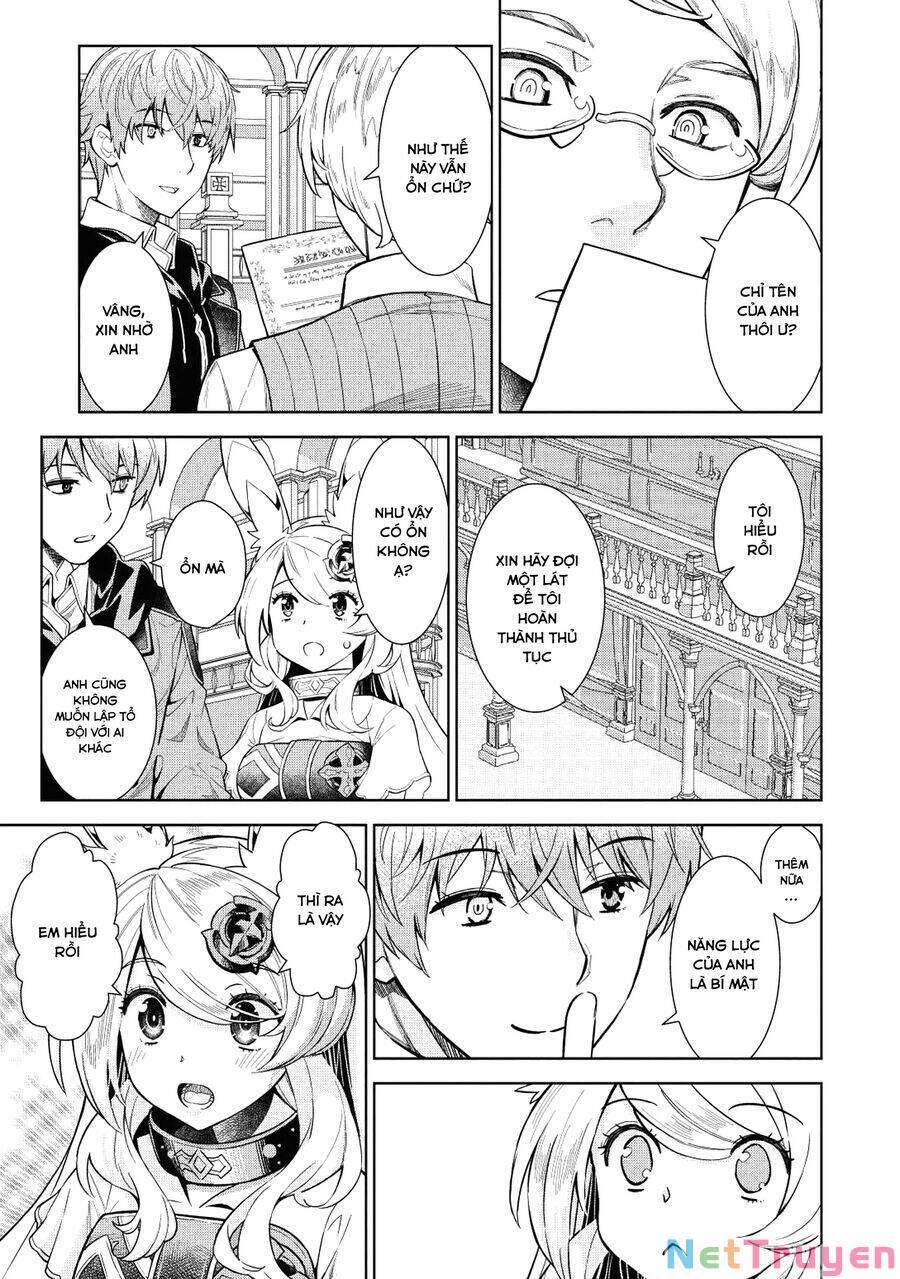 CHỈ TÊN
CỦA ANH
THÔI Ư?
NHƯ THẾ
NÀY VẪN
ỔN CHỨ?
VÂNG,
XIN NHỜ
ANH
TÔI
HIỂU
RỒI
XIN HÃY ĐỢI
MỘT LÁT
ĐỂ TÔI
HOÀN
THÀNH THỦ
TỤC
NHƯ VẬY
CÓ ỔN
KHÔNG
Ạ?
ỔN MÀ
ANH CŨNG
KHÔNG
MUỐN LẬP TỔ
ĐỘI VỚI AI
KHÁC
THÊM
NỮA
...
NĂNG LỰC
CỦA ANH
LÀ BÍ MẬT
THÌ RA
LÀ VẬY
EM HIỂU
RỒI
NetTruyen